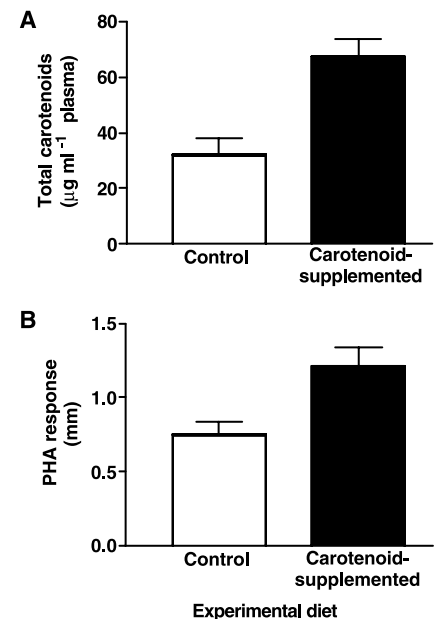 A
Total carotenoids
(μg ml⁻¹ plasma)
80
60
40
20
0
Control
Carotenoid-
supplemented
B
PHA response
(mm)
1.5
1.0
0.5
0.0
Control
Carotenoid-
supplemented
Experimental diet